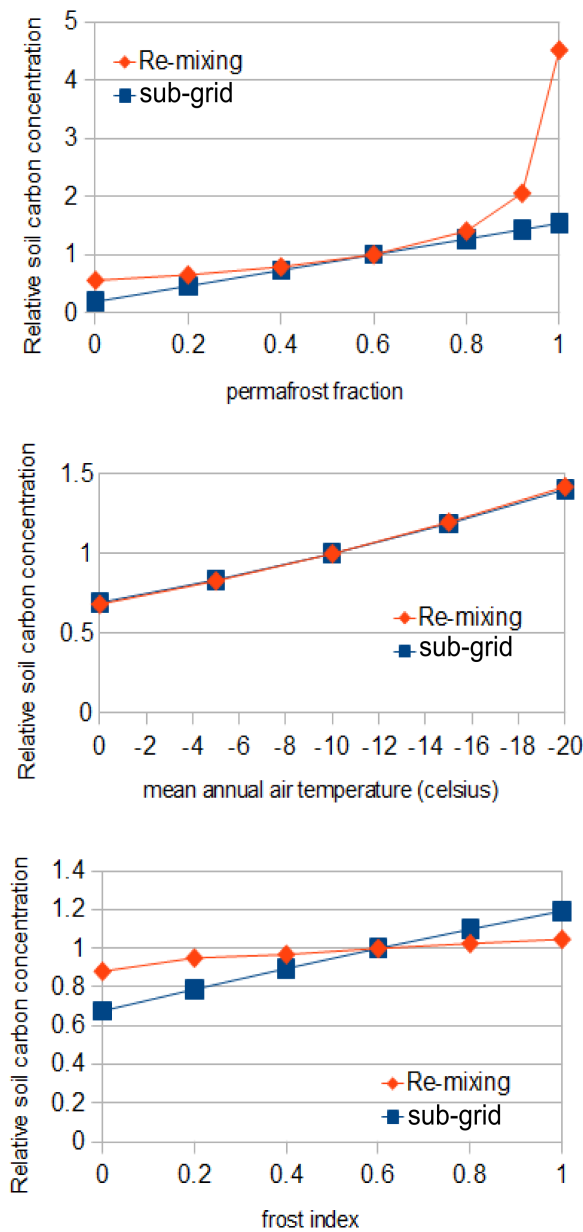 Relative soil carbon concentration
5
4
3
2
1
0
Re-mixing
sub-grid
0 0.2 0.4 0.6 0.8 1
permafrost fraction
Relative soil carbon concentration
1.5
1
0.5
0
Re-mixing
sub-grid
0 -2 -4 -6 -8 -10 -12 -14 -16 -18 -20
mean annual air temperature (celsius)
Relative soil carbon concentration
1.4
1.2
1
0.8
0.6
0.4
0.2
0
Re-mixing
sub-grid
0 0.2 0.4 0.6 0.8 1
frost index